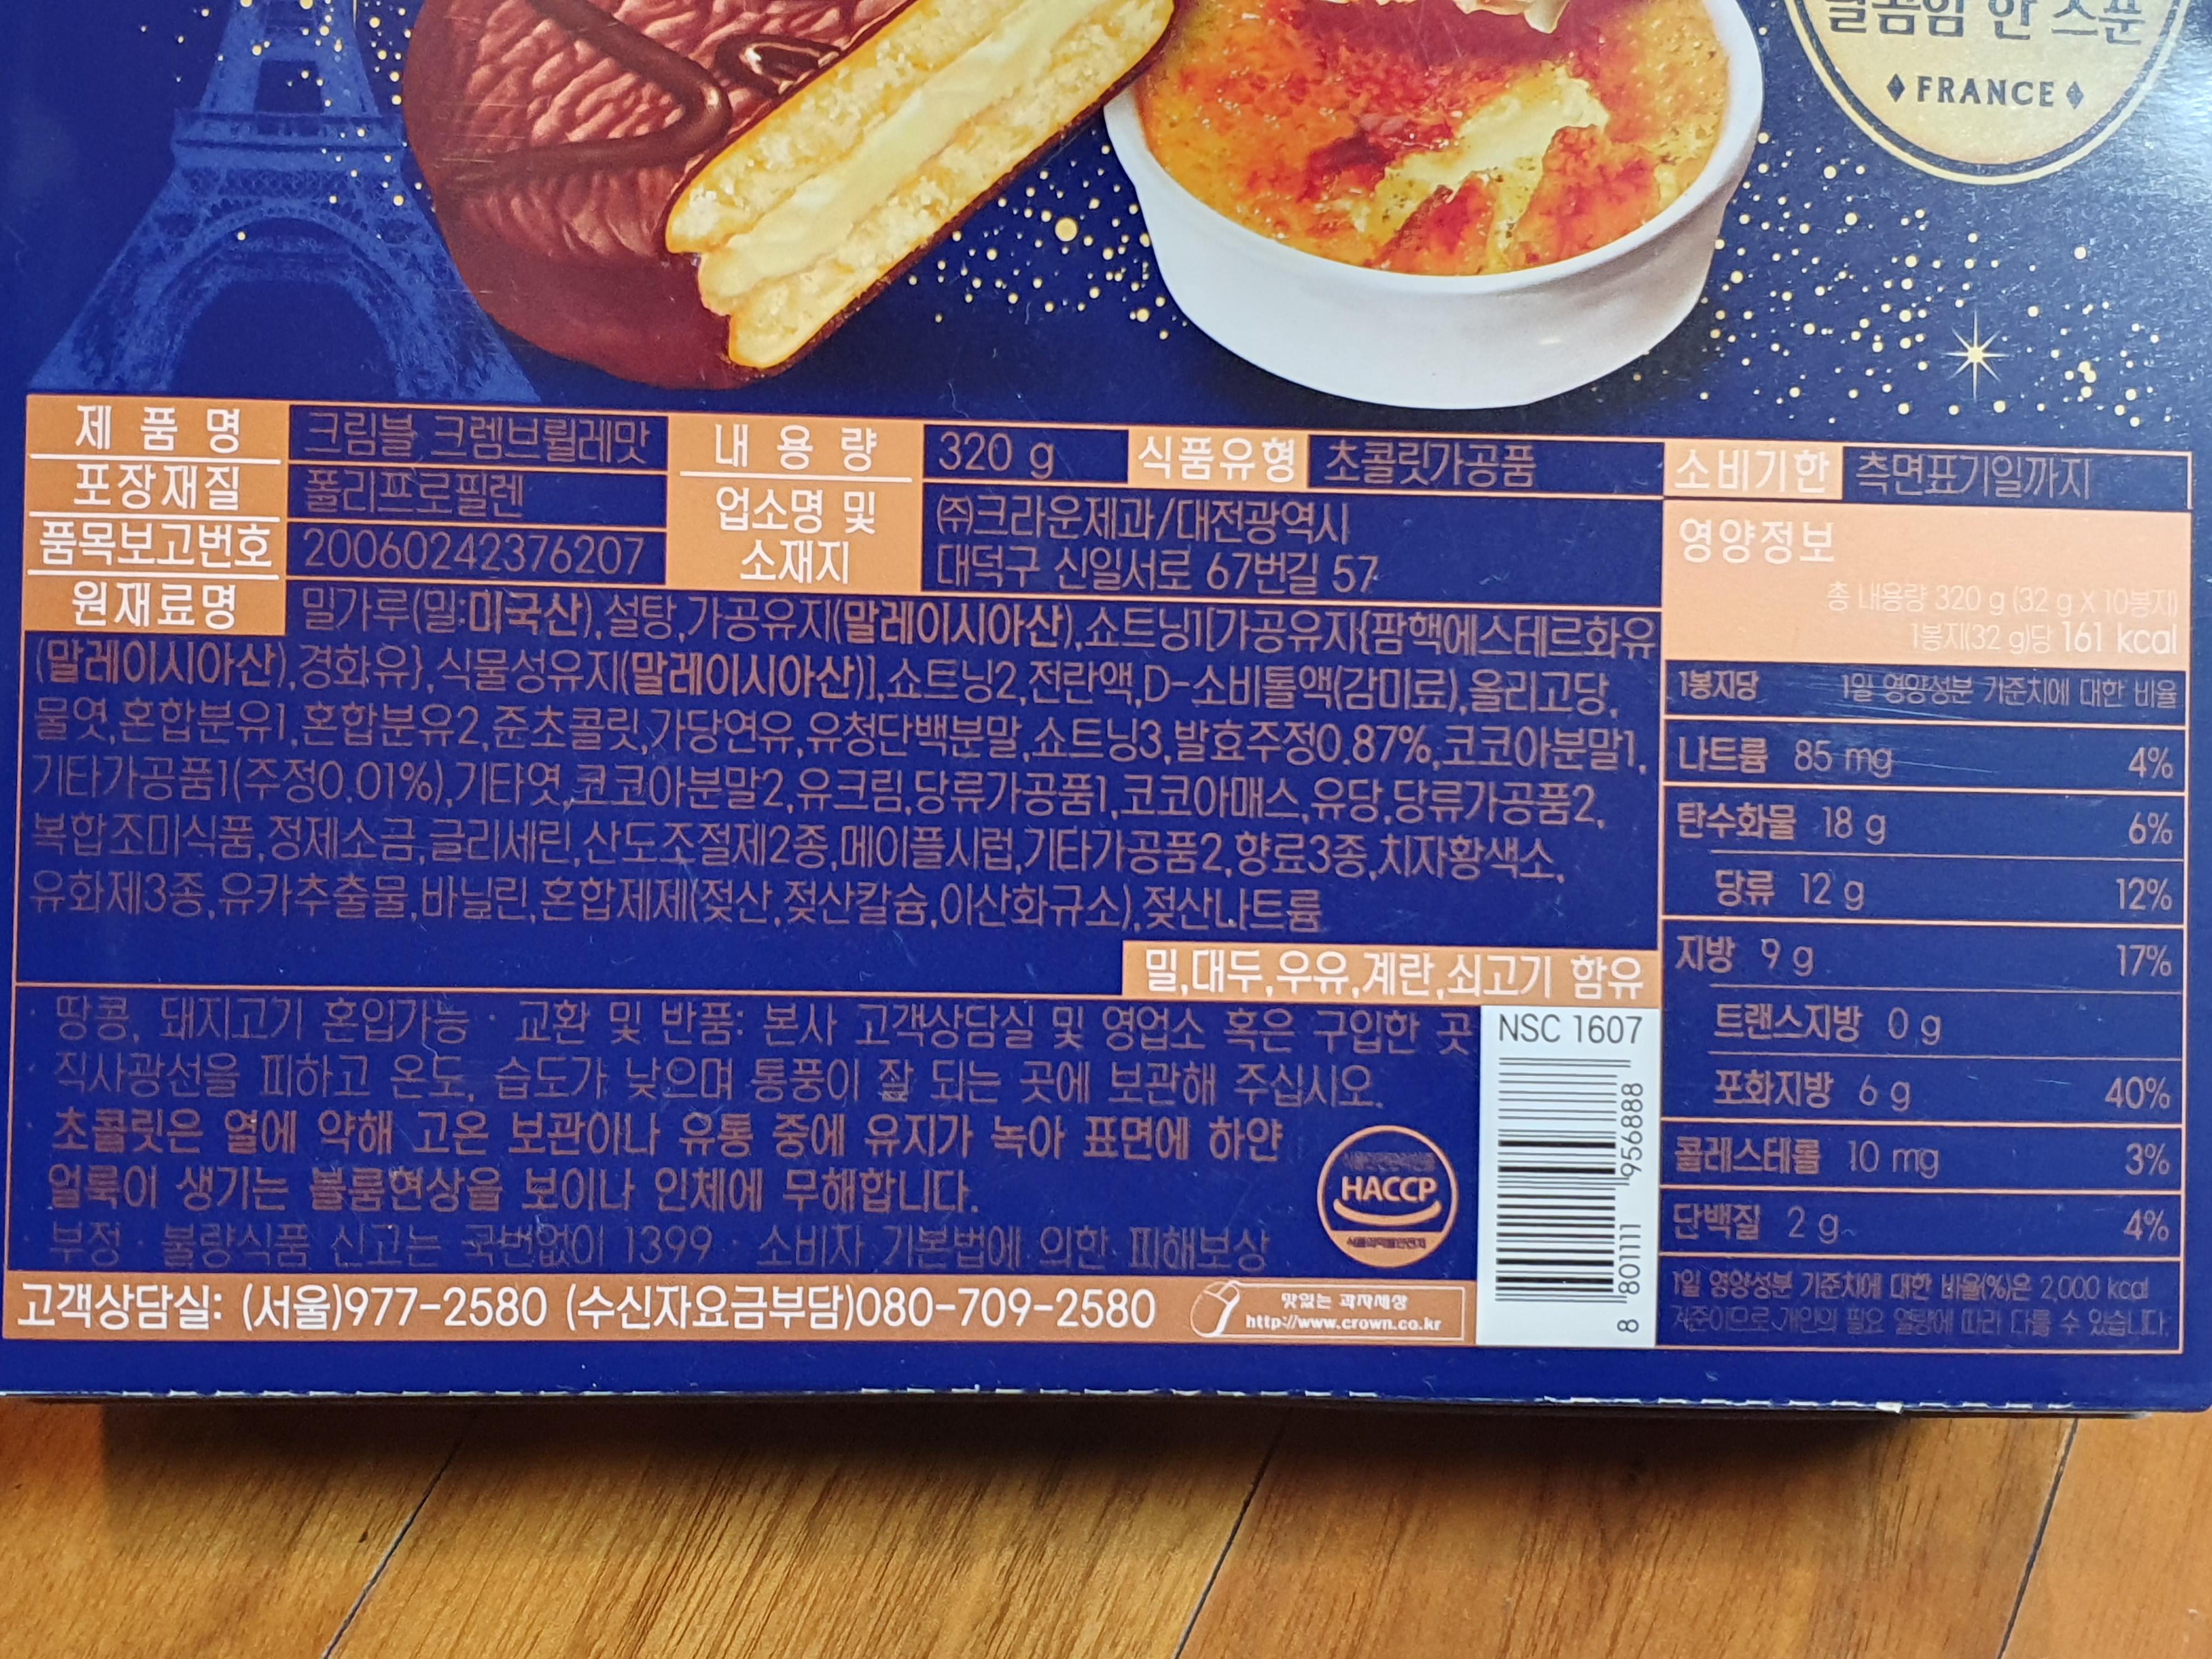 달콤함 한 스푼
◆ FRANCE ◆
제 품 명 크림블 크렘브륄레맛 내 용 량 320 g 식품유형 초콜릿가공품 소비기한 측면표기일까지
포장재질 폴리프로필렌
품목보고번호 20060242376207
업소명 및 소재지 ㈜크라운제과/대전광역시
대덕구 신일서로 67번길 57
원재료명 밀가루(밀:미국산),설탕,가공유지(말레이시아산),쇼트닝1[가공유지{팜핵에스테르화유
(말레이시아산),경화유},식물성유지(말레이시아산)],쇼트닝2,전란액,D-소비톨액(감미료),올리고당,
물엿,혼합분유1,혼합분유2,준초콜릿,가당연유,유청단백분말,쇼트닝3,발효주정0.87%,코코아분말1,
기타가공품1(주정0.01%),기타엿,코코아분말2,유크림,당류가공품1,코코아매스,유당,당류가공품2,
복합조미식품,정제소금,글리세린,산도조절제2종,메이플시럽,기타가공품2,향료3종,치자황색소,
유화제3종,유카추출물,바닐린,혼합제제(젖산,젖산칼슘,이산화규소),젖산나트륨
밀,대두,우유,계란,쇠고기 함유
· 땅콩, 돼지고기 혼입가능 · 교환 및 반품: 본사 고객상담실 및 영업소 혹은 구입한 곳
· 직사광선을 피하고 온도, 습도가 낮으며 통풍이 잘 되는 곳에 보관해 주십시오.
· 초콜릿은 열에 약해 고온 보관이나 유통 중에 유지가 녹아 표면에 하얀
얼룩이 생기는 블룸현상을 보이나 인체에 무해합니다.
· 부정 · 불량식품 신고는 국번없이 1399 · 소비자 기본법에 의한 피해보상
HACCP
고객상담실: (서울)977-2580 (수신자요금부담)080-709-2580
맛있는 과자세상
http://www.crown.co.kr
NSC 1607
8 801111 956888
영양정보
총 내용량 320 g (32 g X 10봉지)
1봉지(32 g)당 161 kcal
1봉지당 1일 영양성분 기준치에 대한 비율
나트륨 85 mg 4%
탄수화물 18 g 6%
당류 12 g 12%
지방 9 g 17%
트랜스지방 0 g
포화지방 6 g 40%
콜레스테롤 10 mg 3%
단백질 2 g 4%
1일 영양성분 기준치에 대한 비율(%)은 2,000 kcal
기준이므로 개인의 필요 열량에 따라 다를 수 있습니다.